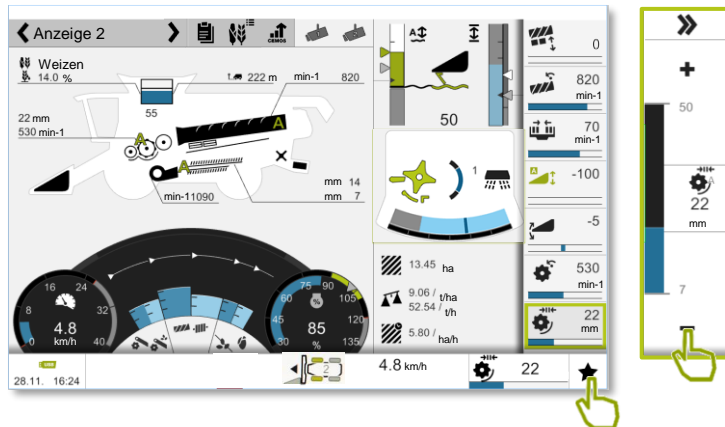 Anzeige 2
CEMOS
Weizen
14.0 %
222 m
min-1 820
55
22 mm
530 min-1
A
A
A
min-1 1090
mm 14
mm 7
A
50
1
13.45 ha
9.06 / t/ha
52.54 / t/h
5.80 / ha/h
0
820
min-1
70
min-1
A
-100
-5
530
min-1
22
mm
0 8 16 24 32 40
4.8
km/h
30 45 60 75 90 105 120 135
%
85
%
28.11. 16:24
2
4.8 km/h
22
50
A
22
mm
7